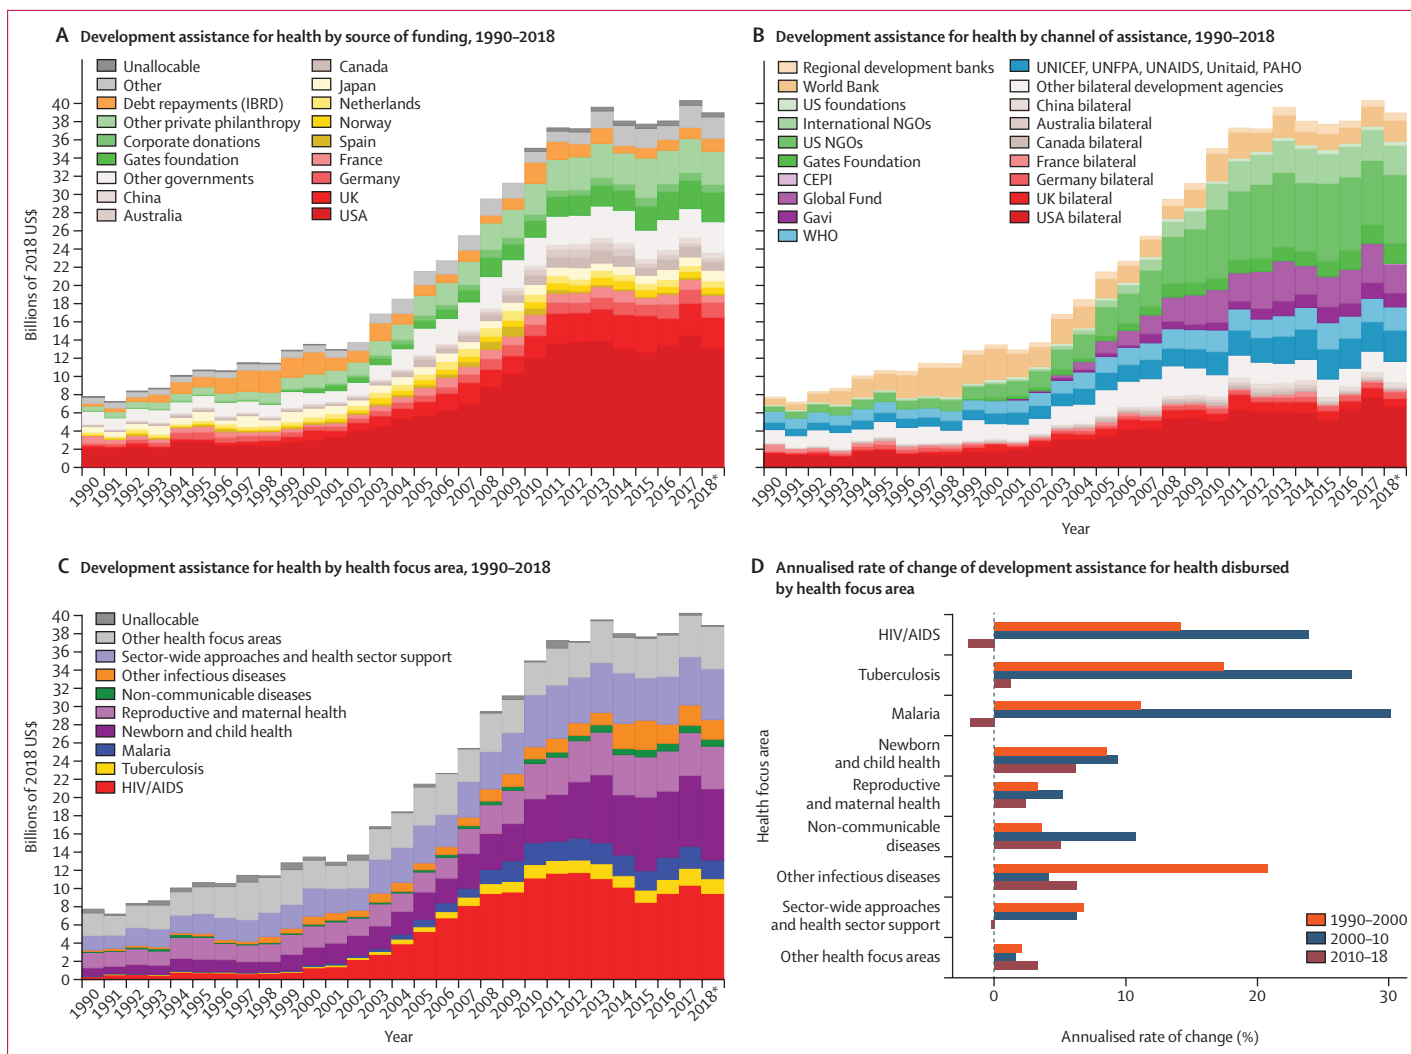 A Development assistance for health by source of funding, 1990–2018
Unallocable
Other
Debt repayments (IBRD)
Other private philanthropy
Corporate donations
Gates foundation
Other governments
China
Australia
Canada
Japan
Netherlands
Norway
Spain
France
Germany
UK
USA
Billions of 2018 US$
40
38
36
34
32
30
28
26
24
22
20
18
16
14
12
10
8
6
4
2
0
1990
1991
1992
1993
1994
1995
1996
1997
1998
1999
2000
2001
2002
2003
2004
2005
2006
2007
2008
2009
2010
2011
2012
2013
2014
2015
2016
2017
2018*
B Development assistance for health by channel of assistance, 1990–2018
Regional development banks
World Bank
US foundations
International NGOs
US NGOs
Gates Foundation
CEPI
Global Fund
Gavi
WHO
UNICEF, UNFPA, UNAIDS, Unitaid, PAHO
Other bilateral development agencies
China bilateral
Australia bilateral
Canada bilateral
France bilateral
Germany bilateral
UK bilateral
USA bilateral
1990
1991
1992
1993
1994
1995
1996
1997
1998
1999
2000
2001
2002
2003
2004
2005
2006
2007
2008
2009
2010
2011
2012
2013
2014
2015
2016
2017
2018*
Year
C Development assistance for health by health focus area, 1990–2018
Unallocable
Other health focus areas
Sector-wide approaches and health sector support
Other infectious diseases
Non-communicable diseases
Reproductive and maternal health
Newborn and child health
Malaria
Tuberculosis
HIV/AIDS
Billions of 2018 US$
40
38
36
34
32
30
28
26
24
22
20
18
16
14
12
10
8
6
4
2
0
1990
1991
1992
1993
1994
1995
1996
1997
1998
1999
2000
2001
2002
2003
2004
2005
2006
2007
2008
2009
2010
2011
2012
2013
2014
2015
2016
2017
2018*
Year
D Annualised rate of change of development assistance for health disbursed
by health focus area
Health focus area
HIV/AIDS
Tuberculosis
Malaria
Newborn
and child health
Reproductive
and maternal health
Non-communicable
diseases
Other infectious diseases
Sector-wide approaches
and health sector support
Other health focus areas
1990–2000
2000–10
2010–18
0
10
20
30
Annualised rate of change (%)